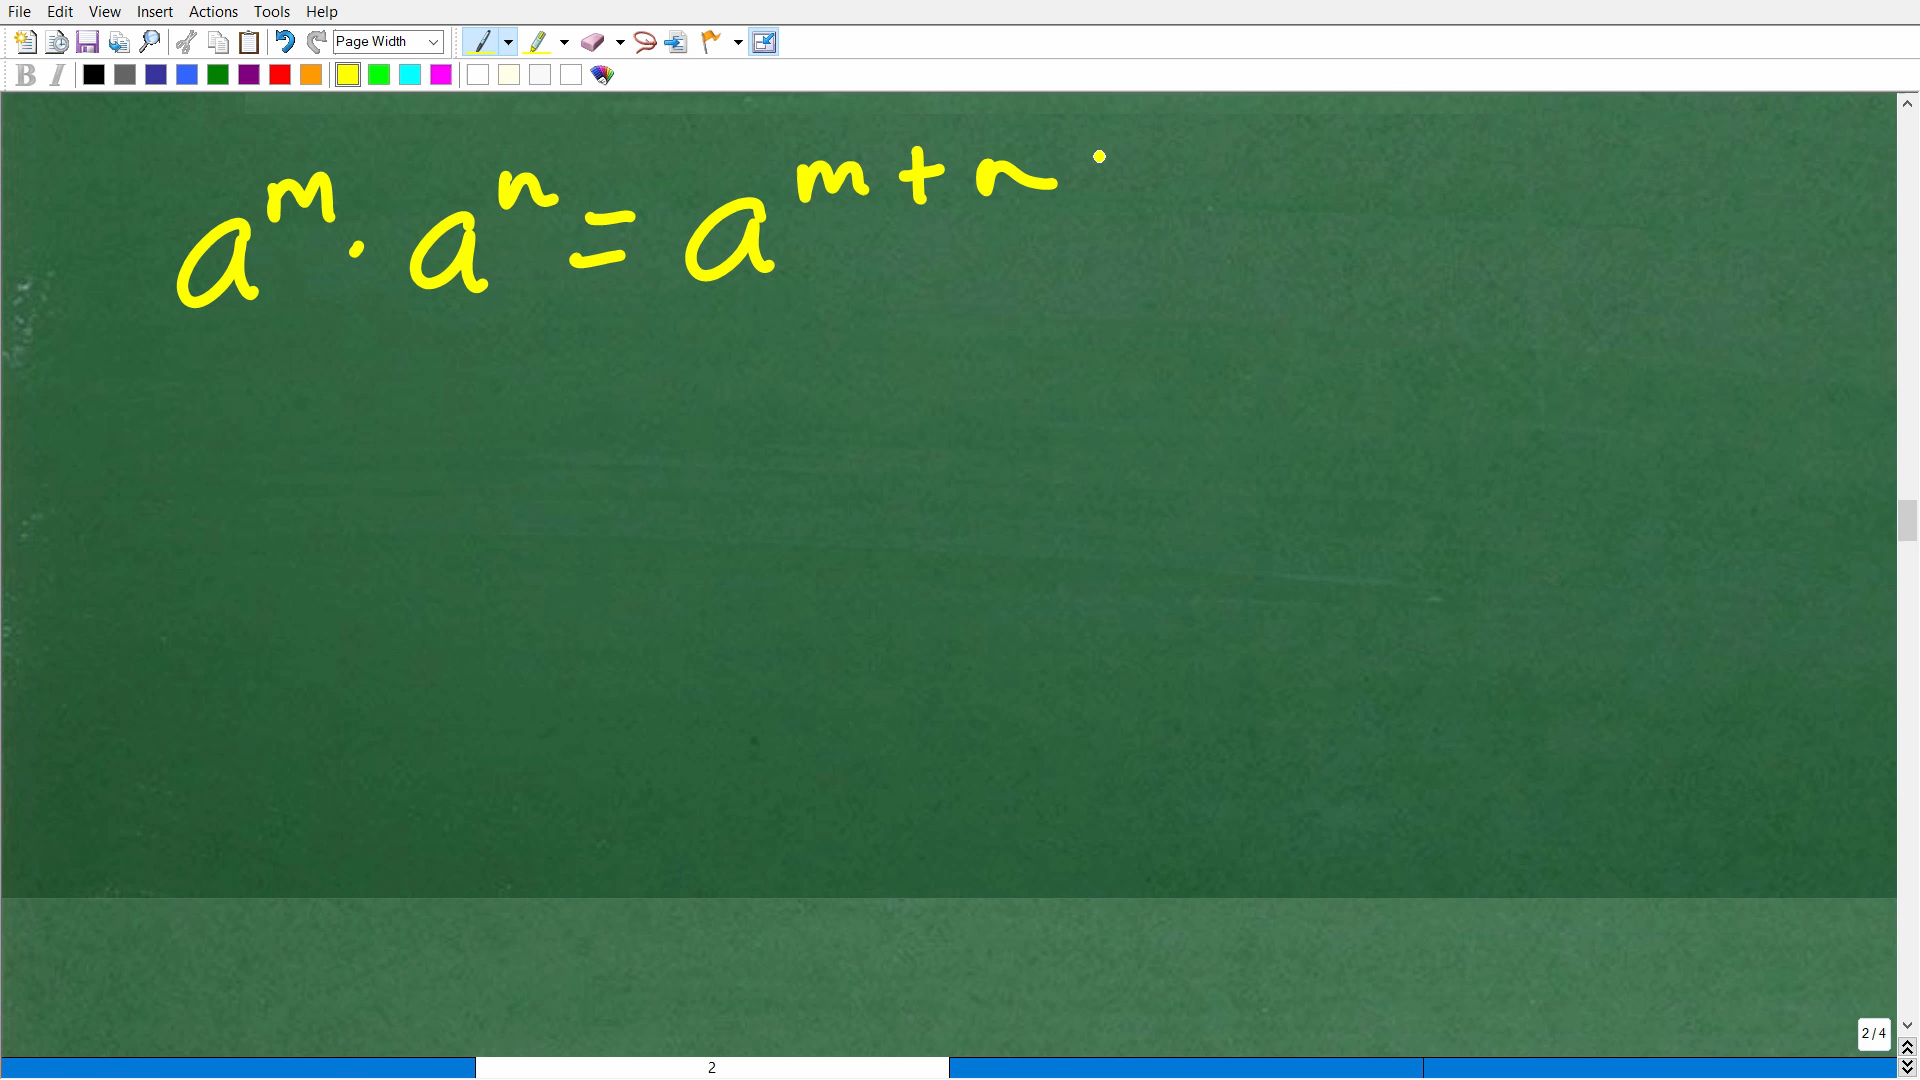 File Edit View Insert Actions Tools Help
Page Width
B I
a^m · a^n = a^{m+n}
2 / 4
2